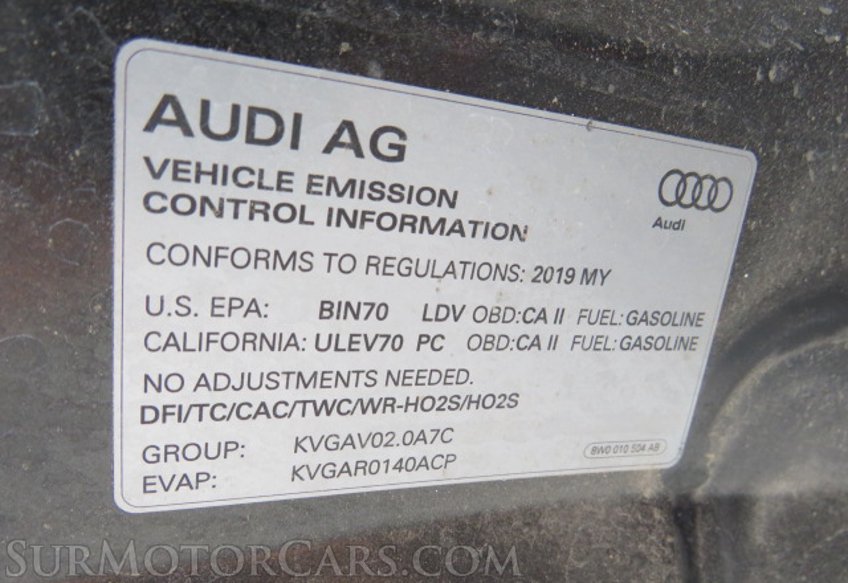 AUDI AG
VEHICLE EMISSION
CONTROL INFORMATION
Audi
CONFORMS TO REGULATIONS: 2019 MY
U.S. EPA: BIN70 LDV OBD:CA II FUEL: GASOLINE
CALIFORNIA: ULEV70 PC OBD:CA II FUEL: GASOLINE
NO ADJUSTMENTS NEEDED.
DFI/TC/CAC/TWC/WR-HO2S/HO2S
GROUP: KVGAV02.0A7C
EVAP: KVGAR0140ACP
8W0 010 504 AB
SURMOTORCARS.COM